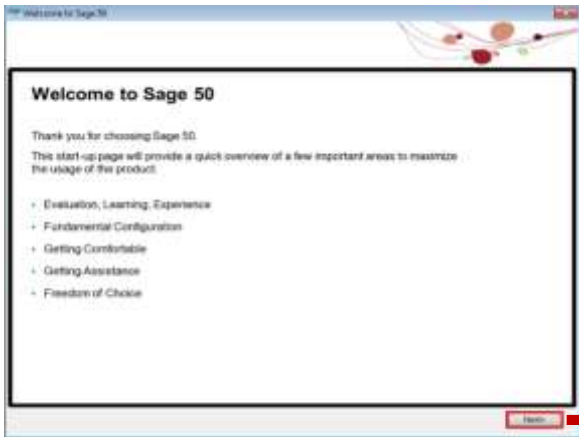 Welcome to Sage 50
Welcome to Sage 50
Thank you for choosing Sage 50.
This start-up page will provide a quick overview of a few important areas to maximize
the usage of the product:
• Evaluation, Learning, Experience
• Fundamental Configuration
• Getting Comfortable
• Getting Assistance
• Freedom of Choice
Next>